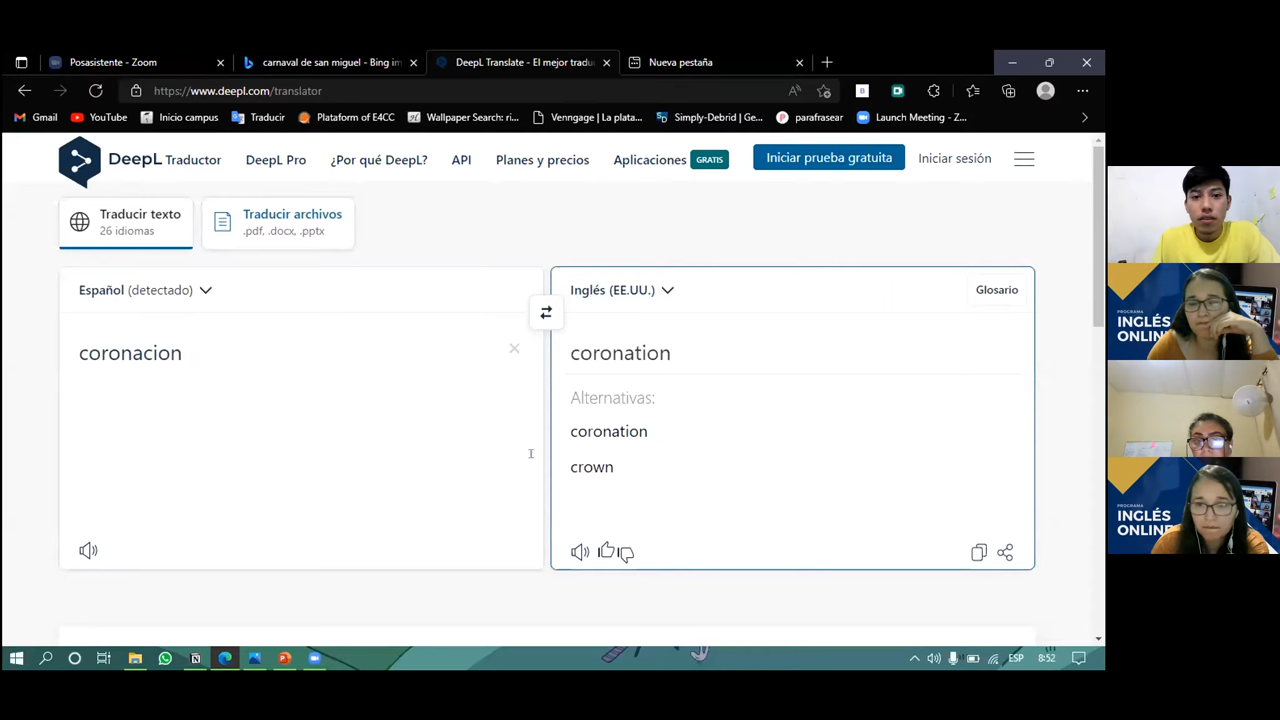 Posasistente - Zoom
carnaval de san miguel - Bing im
DeepL Translate - El mejor tradu
Nueva pestaña
https://www.deepl.com/translator
Gmail
YouTube
Inicio campus
Traducir
Plataform of E4CC
Wallpaper Search: ri...
Venngage | La plata...
Simply-Debrid | Ge...
parafrasear
Launch Meeting - Z...
DeepL Traductor
DeepL Pro
¿Por qué DeepL?
API
Planes y precios
Aplicaciones GRATIS
Iniciar prueba gratuita
Iniciar sesión
Traducir texto
26 idiomas
Traducir archivos
.pdf, .docx, .pptx
Español (detectado)
Inglés (EE.UU.)
Glosario
coronacion
coronation
Alternativas:
coronation
crown
ESP
8:52
PROGRAMA
INGLÉS
ONLINE
PROGRAMA
INGLÉS
ONLINE